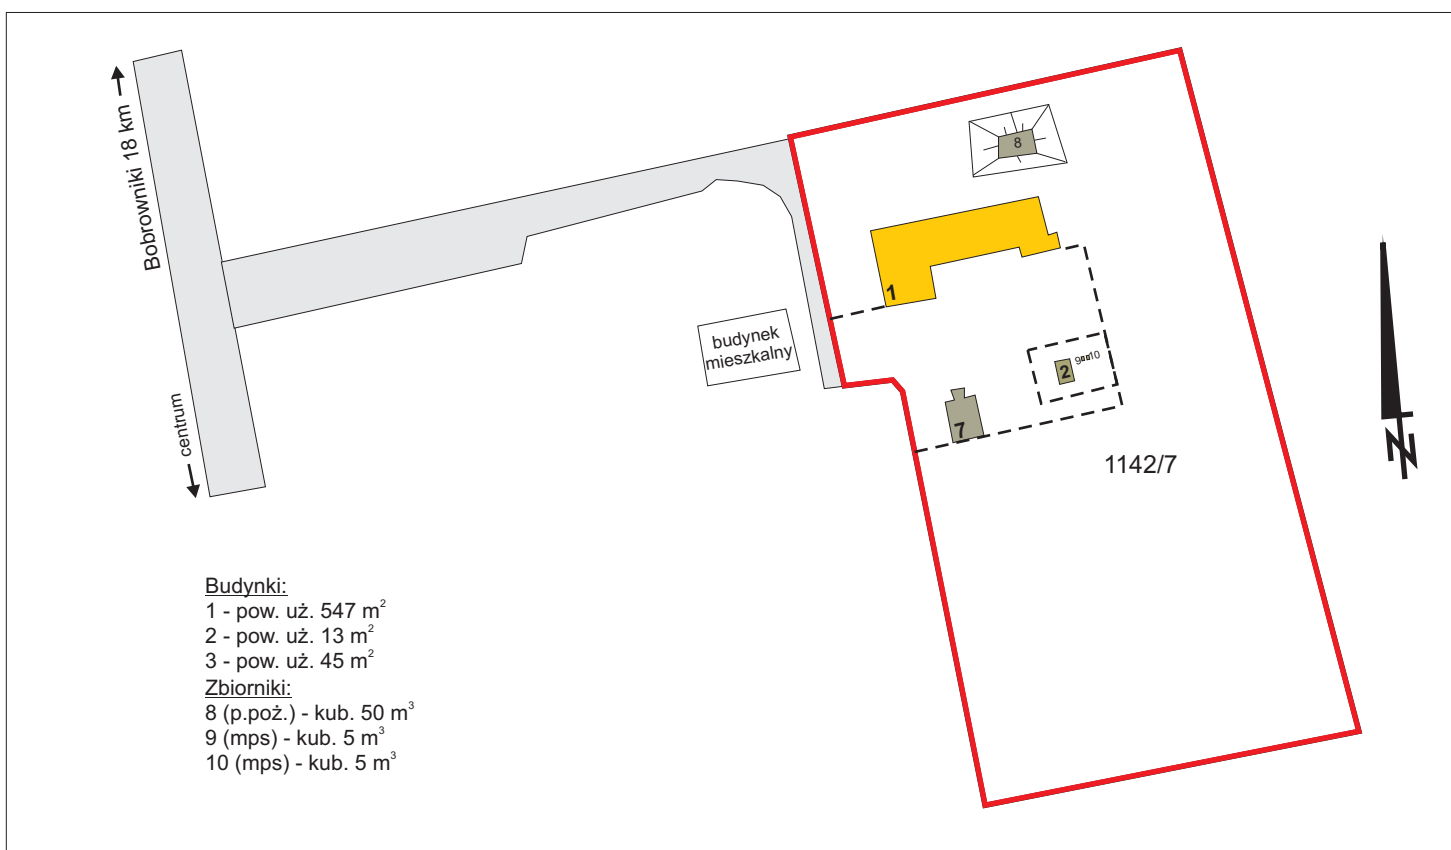 Bobrowniki 18 km
centrum
8
1
budynek
mieszkalny
2
9
10
7
1142/7
N
Budynki:
1 - pow. uż. 547 m²
2 - pow. uż. 13 m²
3 - pow. uż. 45 m²
Zbiorniki:
8 (p.poż.) - kub. 50 m³
9 (mps) - kub. 5 m³
10 (mps) - kub. 5 m³